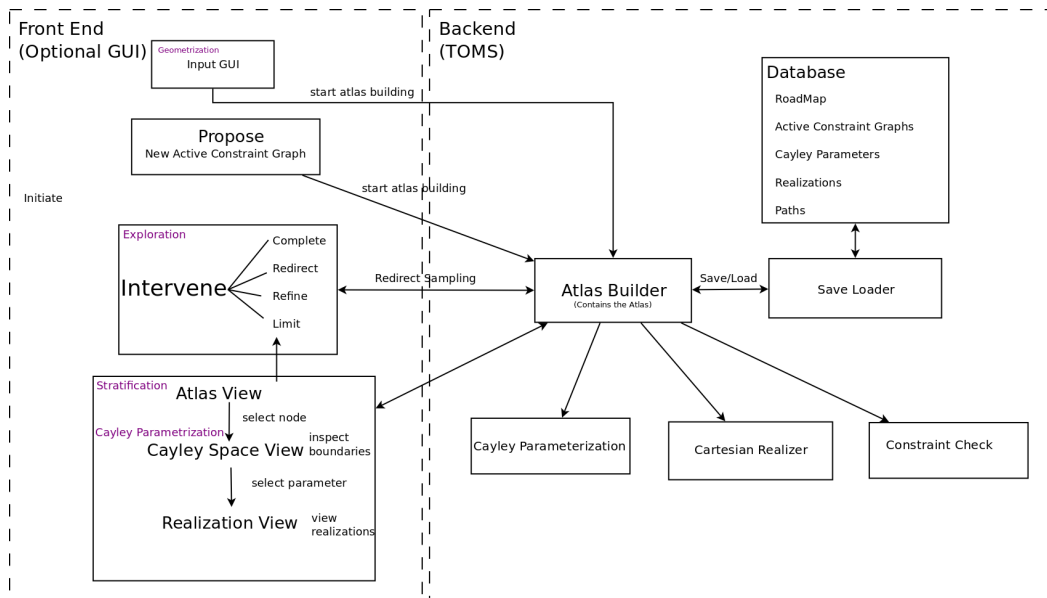 Front End
(Optional GUI)
Geometrization
Input GUI
start atlas building
Propose
New Active Constraint Graph
start atlas building
Initiate
Exploration
Intervene
Complete
Redirect
Refine
Limit
Redirect Sampling
Stratification
Atlas View
select node
Cayley Parametrization
Cayley Space View
inspect
boundaries
select parameter
Realization View
view
realizations
Backend
(TOMS)
Database
RoadMap
Active Constraint Graphs
Cayley Parameters
Realizations
Paths
Atlas Builder
(Contains the Atlas)
Save/Load
Save Loader
Cayley Parameterization
Cartesian Realizer
Constraint Check